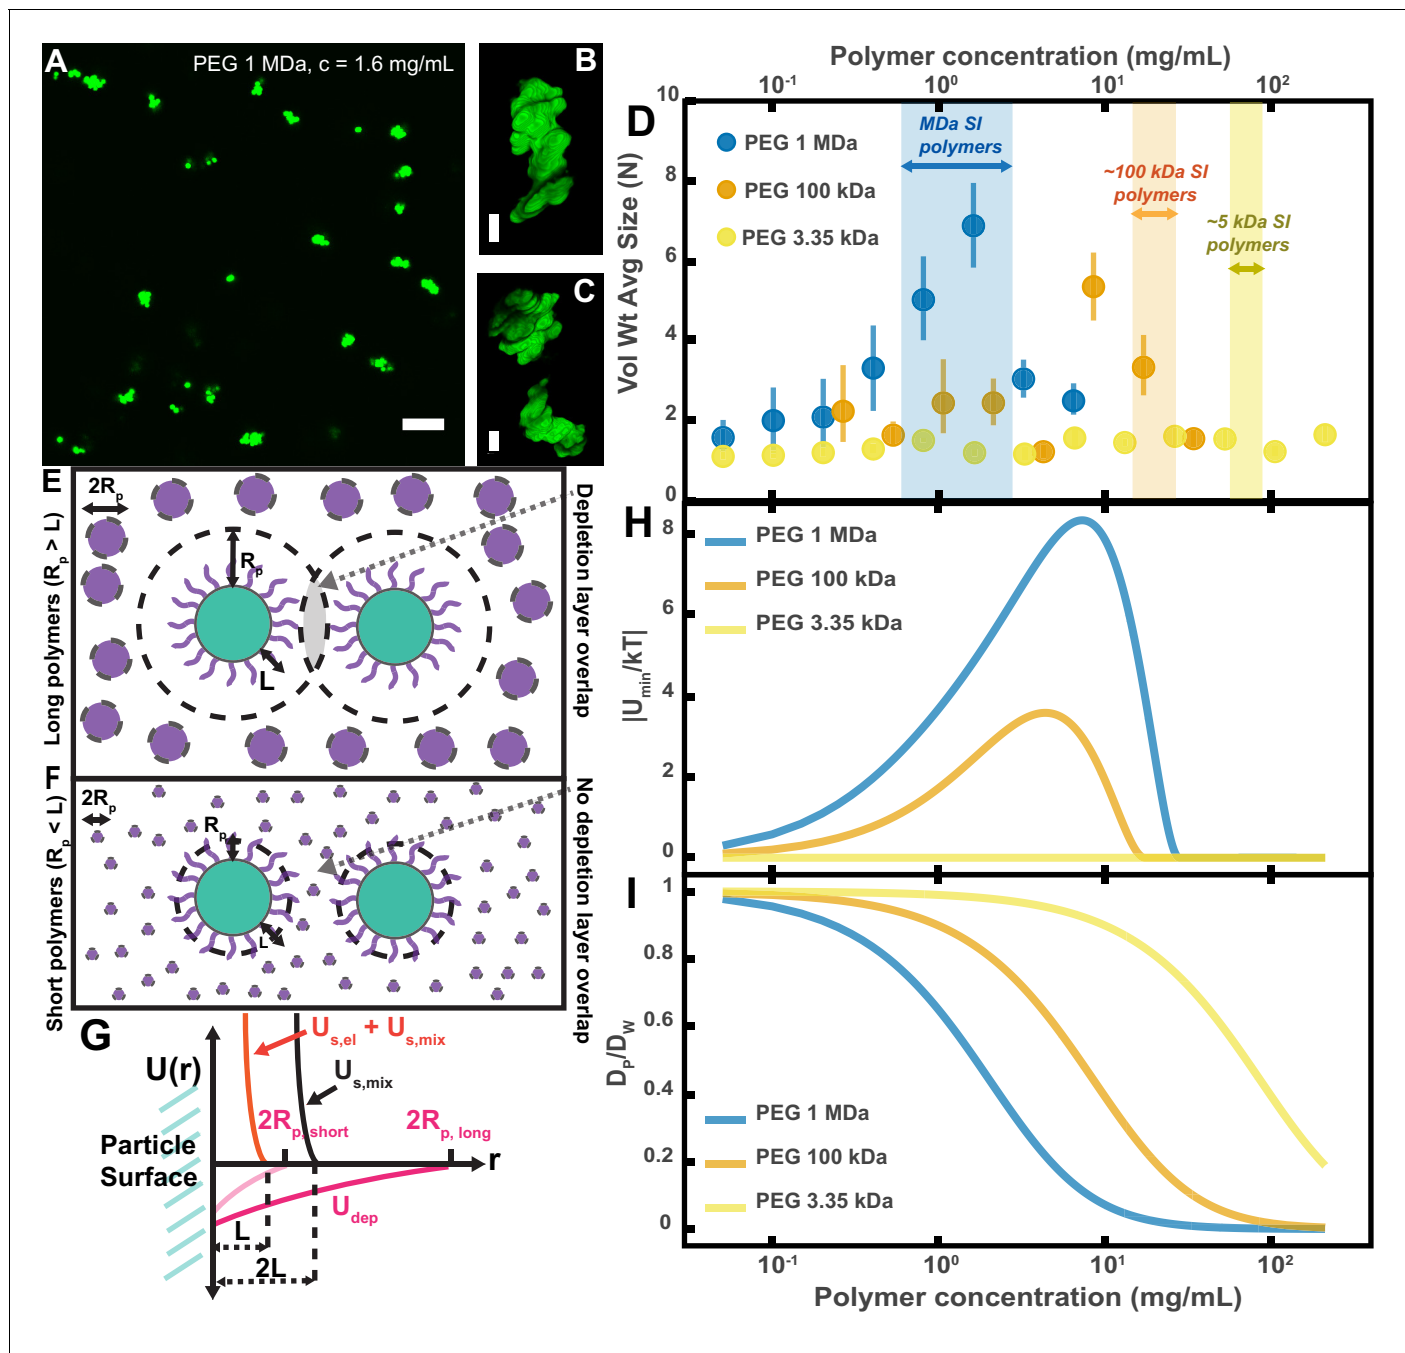 A
PEG 1 MDa, c = 1.6 mg/mL
B
C
D
Polymer concentration (mg/mL)
10⁻¹ 10⁰ 10¹ 10²
Vol Wt Avg Size (N)
10
8
6
4
2
0
PEG 1 MDa
PEG 100 kDa
PEG 3.35 kDa
MDa SI
polymers
~100 kDa SI
polymers
~5 kDa SI
polymers
E
Long polymers (Rp > L)
2Rp
Rp
L
Depletion layer overlap
F
Short polymers (Rp < L)
2Rp
Rp
L
No depletion layer overlap
G
U(r)
Us,el + Us,mix
Us,mix
2Rp,short
2Rp, long
r
Particle
Surface
Udep
L
2L
H
|Umin/kT|
8
6
4
2
0
PEG 1 MDa
PEG 100 kDa
PEG 3.35 kDa
I
DP/DW
1
0.8
0.6
0.4
0.2
0
PEG 1 MDa
PEG 100 kDa
PEG 3.35 kDa
10⁻¹ 10⁰ 10¹ 10²
Polymer concentration (mg/mL)